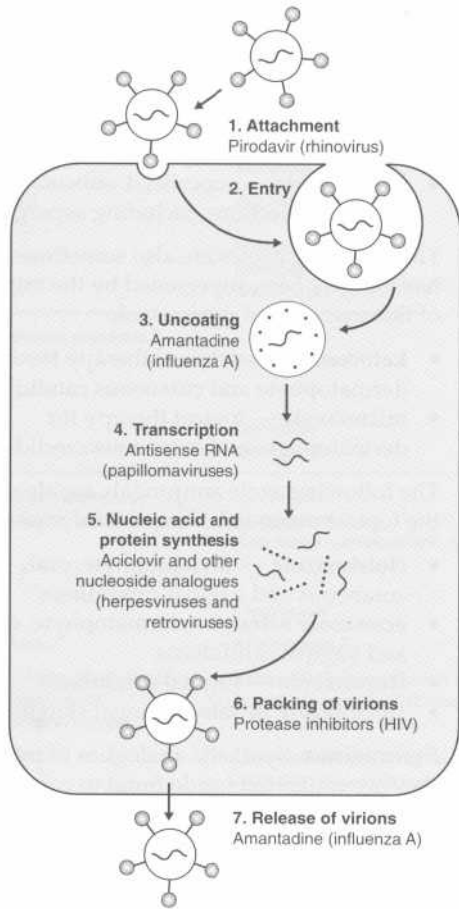 1. Attachment
Pirodavir (rhinovirus)
2. Entry
3. Uncoating
Amantadine
(influenza A)
4. Transcription
Antisense RNA
(papillomaviruses)
5. Nucleic acid and
protein synthesis
Aciclovir and other
nucleoside analogues
(herpesviruses and
retroviruses)
6. Packing of virions
Protease inhibitors (HIV)
7. Release of virions
Amantadine (influenza A)